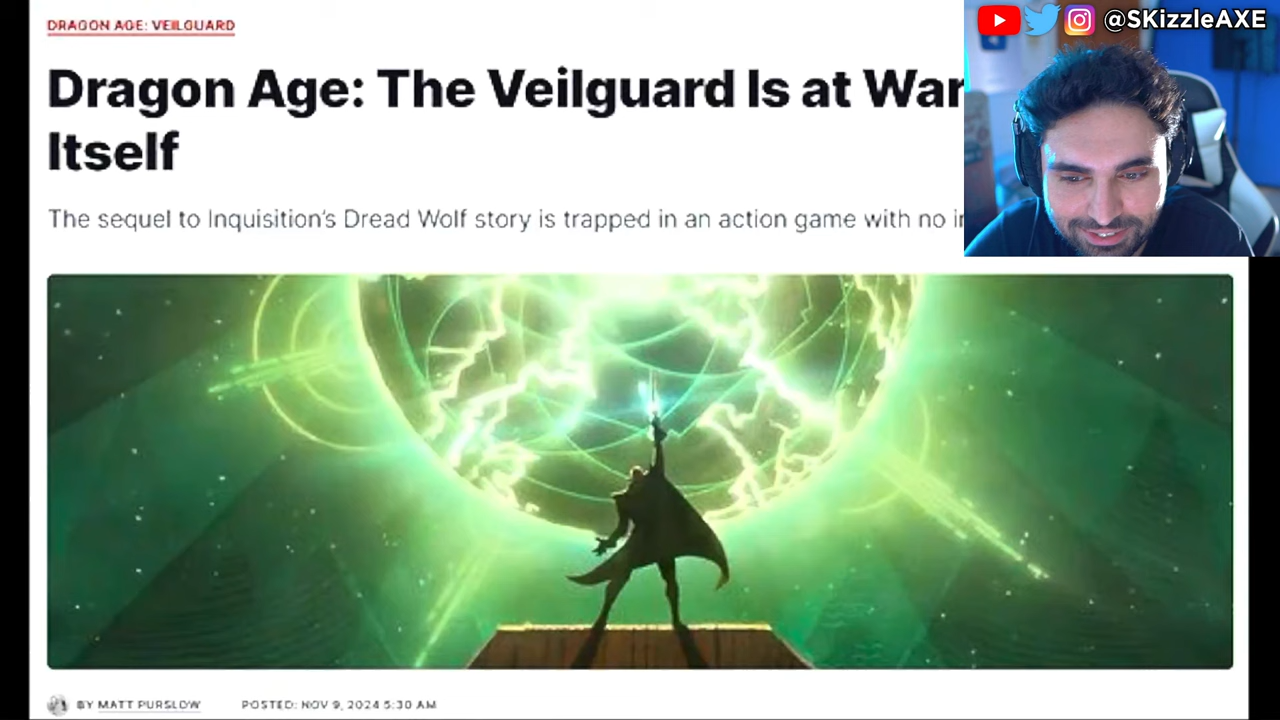 DRAGON AGE: VEILGUARD
@SKizzleAXE
Dragon Age: The Veilguard Is at War
Itself
The sequel to Inquisition's Dread Wolf story is trapped in an action game with no
BY MATT PURSLOW POSTED: NOV 9, 2024 5:30 AM